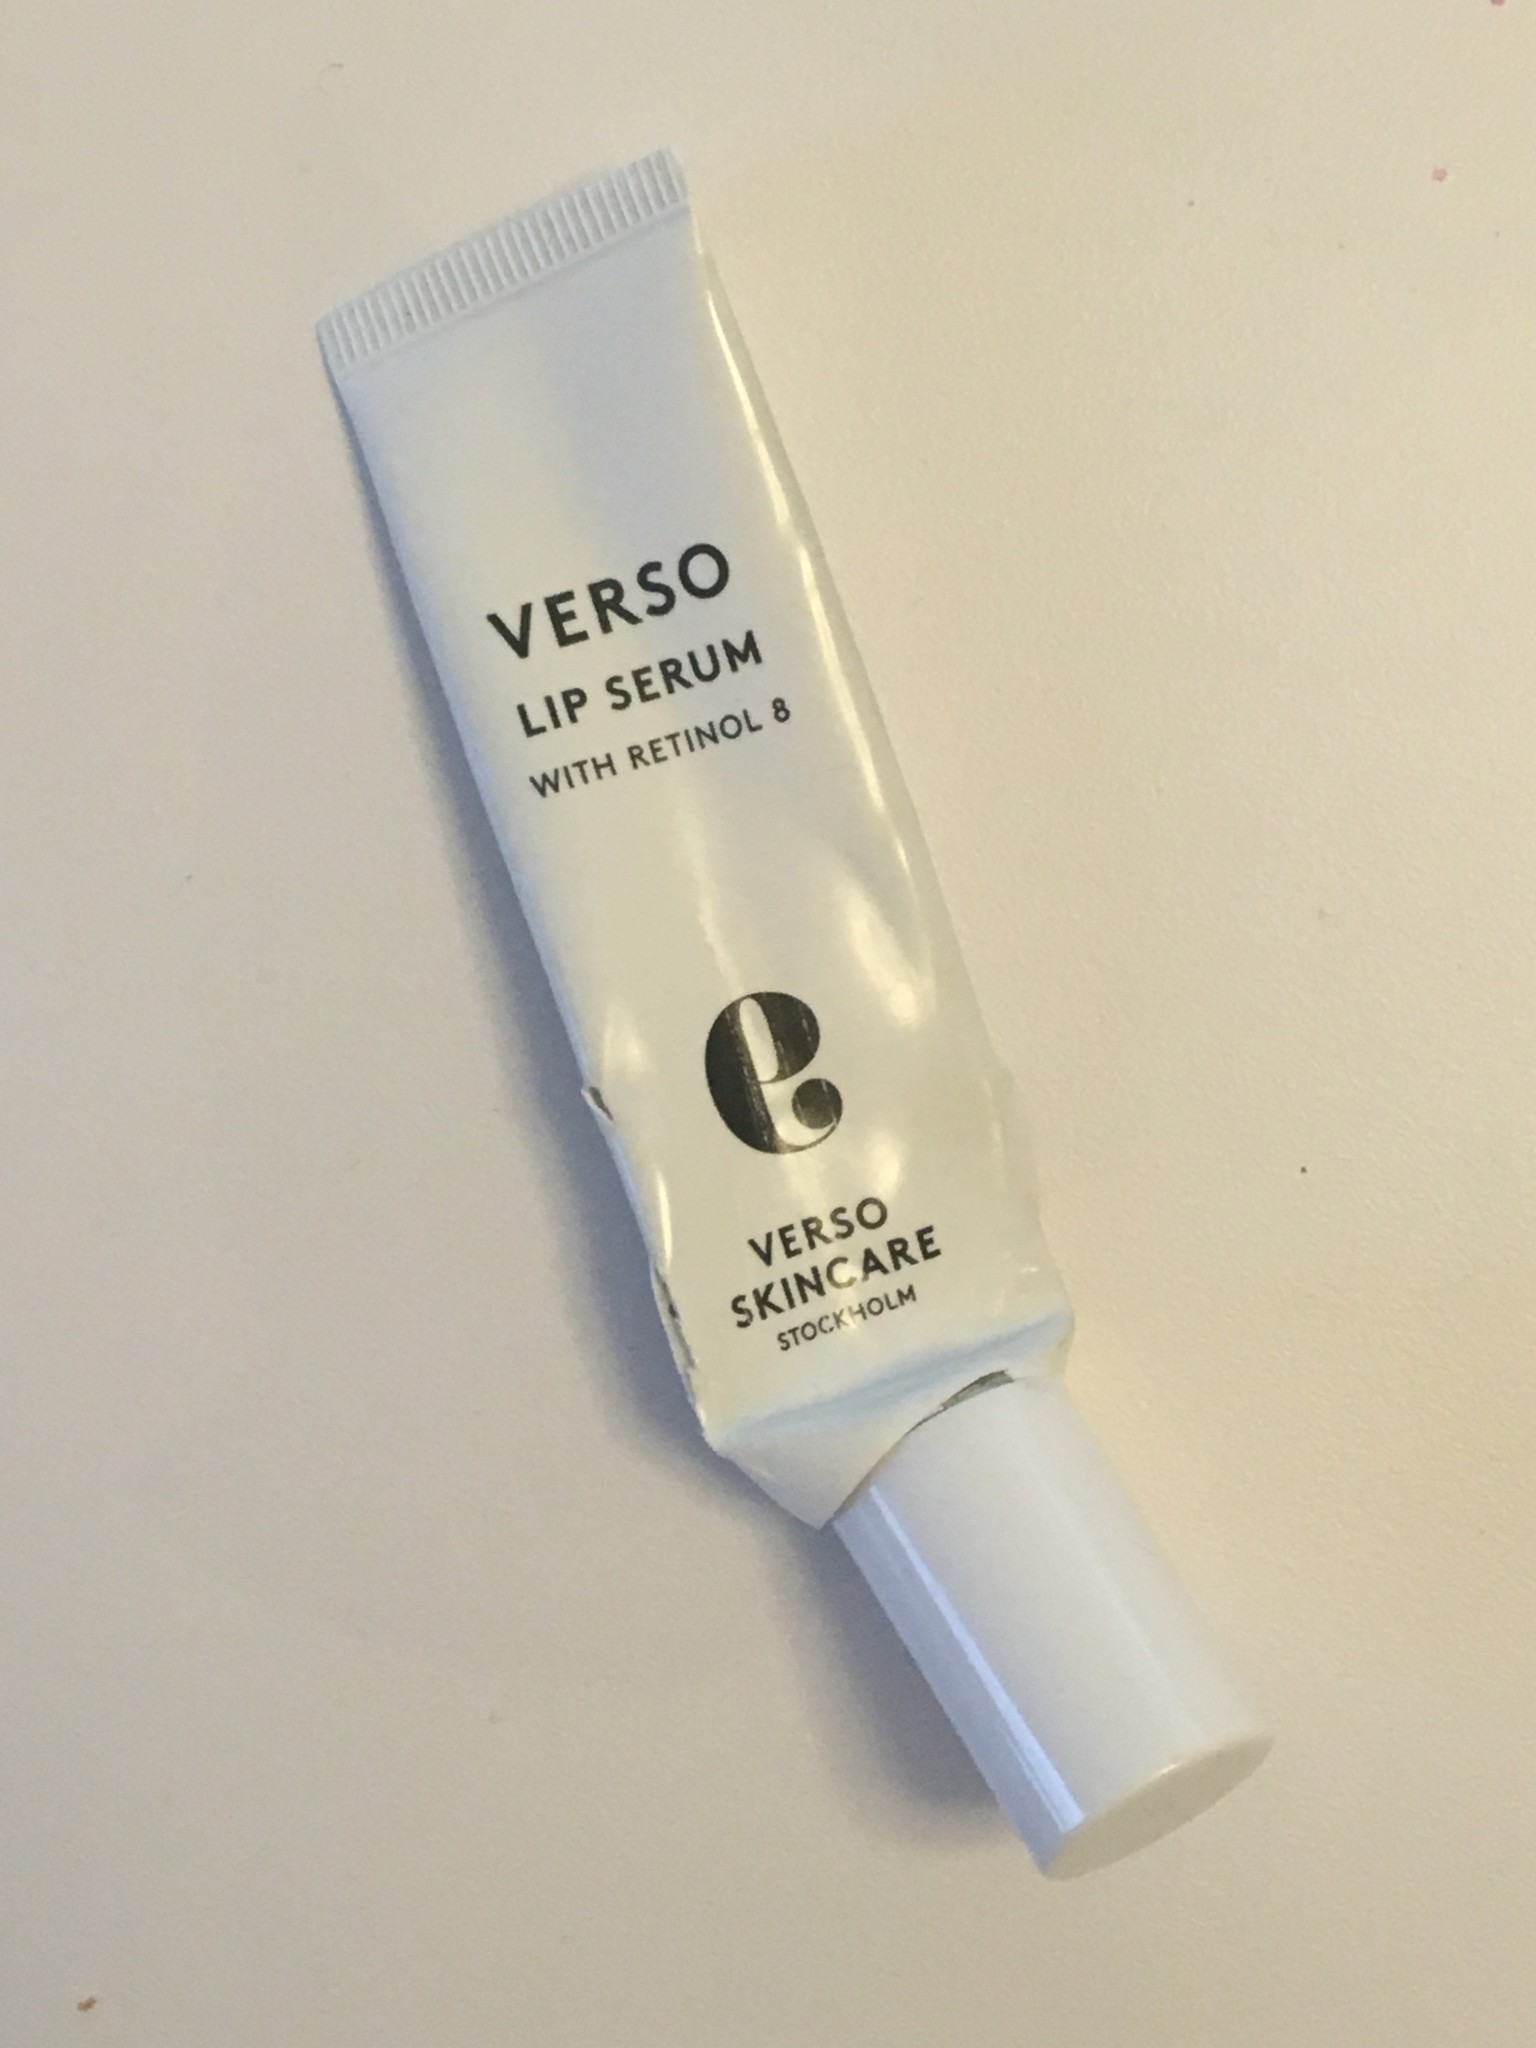 VERSO
LIP SERUM
WITH RETINOL 8
VERSO
SKINCARE
STOCKHOLM